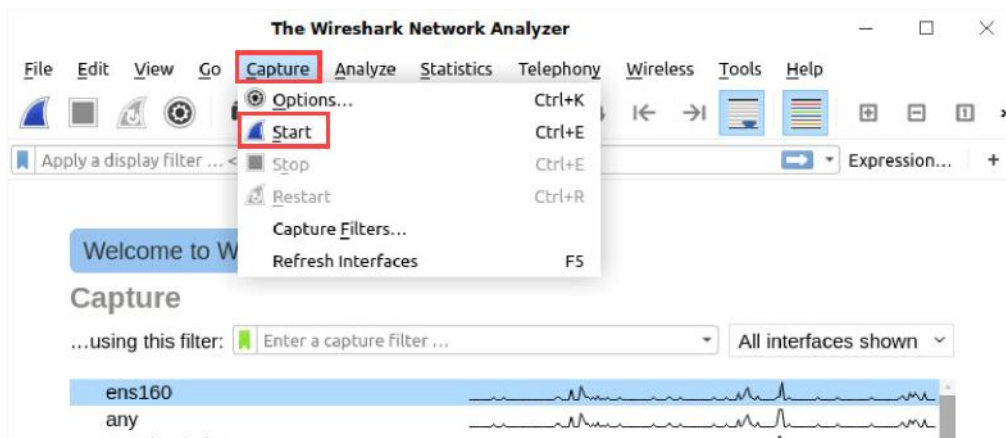 The Wireshark Network Analyzer
File Edit View Go Capture Analyze Statistics Telephony Wireless Tools Help
Options... Ctrl+K
Start Ctrl+E
Apply a display filter ... < Stop Ctrl+E Expression... +
Restart Ctrl+R
Capture Filters...
Welcome to W
Refresh Interfaces F5
Capture
...using this filter: Enter a capture filter ... All interfaces shown
ens160
any